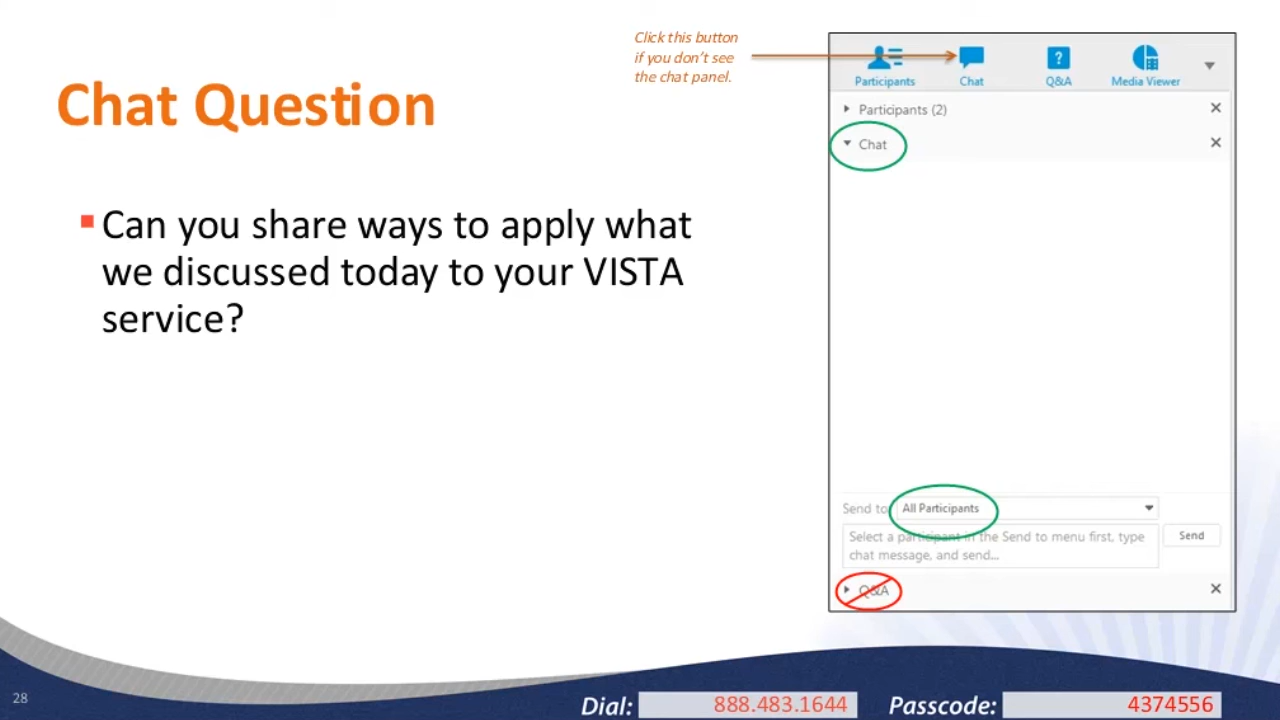 Click this button
if you don't see
the chat panel.
Chat Question
▪ Can you share ways to apply what
we discussed today to your VISTA
service?
Participants Chat Q&A Media Viewer
Participants (2)
Chat
Send to: All Participants
Select a participant in the Send to menu first, type
chat message, and send...
Send
Q&A
28
Dial: 888.483.1644 Passcode: 4374556